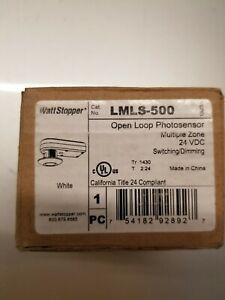 WattStopper®
Cat. No.
LMLS-500
Open Loop Photosensor
Multiple Zone
24 VDC
Switching/Dimming
White
C UL US
Tr 1430
T 2:24
Made in China
California Title 24 Compliant
www.wattstopper.com
800.879.8585
1
PC
7 54182 92892 7